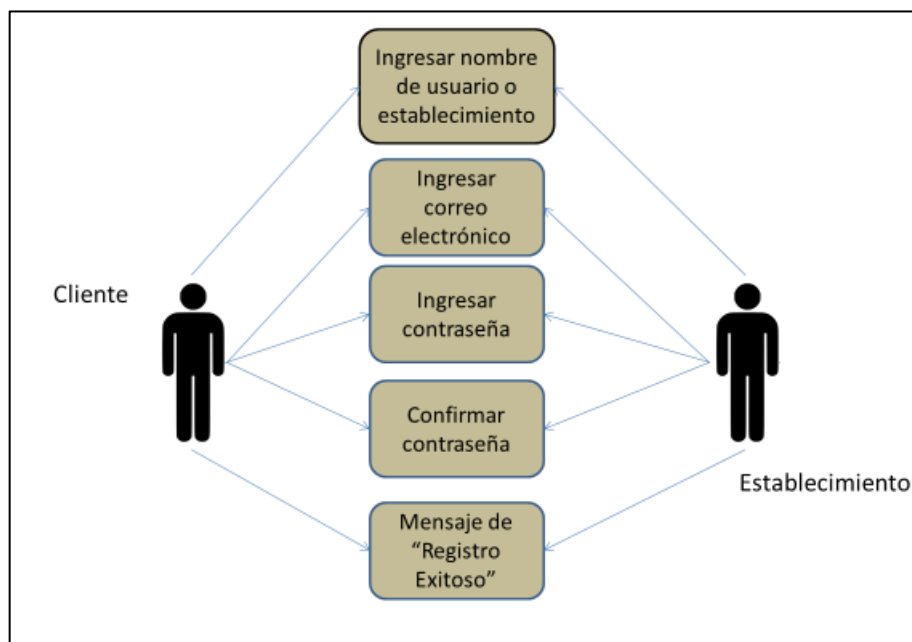 Ingresar nombre
de usuario o
establecimiento
Ingresar
correo
electrónico
Cliente
Ingresar
contraseña
Confirmar
contraseña
Establecimiento
Mensaje de
“Registro
Exitoso”